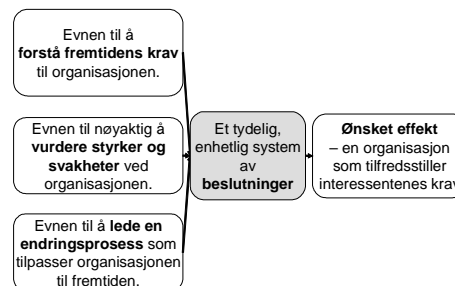 Evnen til å
forstå fremtidens krav
til organisasjonen.
Evnen til nøyaktig å
vurdere styrker og
svakheter ved
organisasjonen.
Evnen til å lede en
endringsprosess som
tilpasser organisasjonen
til fremtiden.
Et tydelig,
enhetlig system
av
beslutninger
Ønsket effekt
– en organisasjon
som tilfredsstiller
interessentenes krav